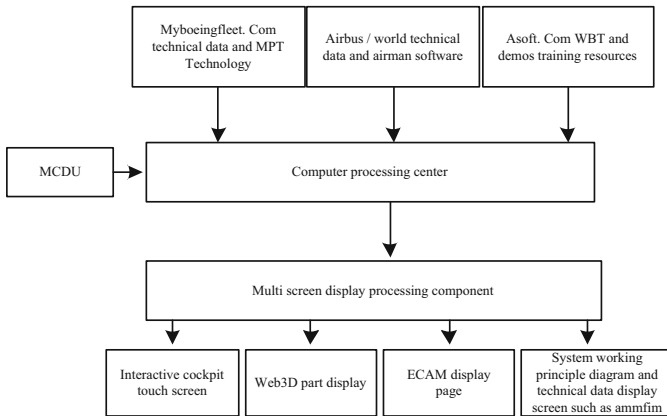 Myboeingfleet. Com
technical data and MPT
Technology
Airbus / world technical
data and airman software
Asoft. Com WBT and
demos training resources
MCDU
Computer processing center
Multi screen display processing component
Interactive cockpit
touch screen
Web3D part display
ECAM display
page
System working
principle diagram and
technical data display
screen such as ammfim